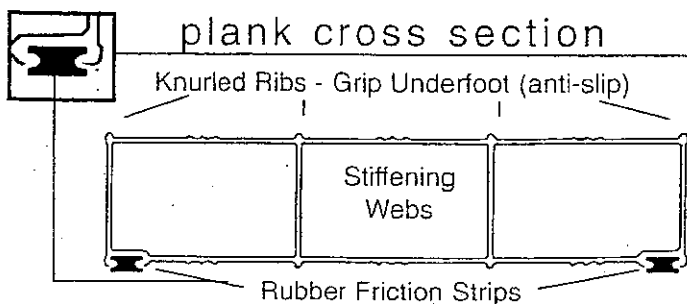 plank cross section
Knurled Ribs - Grip Underfoot (anti-slip)
Stiffening
Webs
Rubber Friction Strips